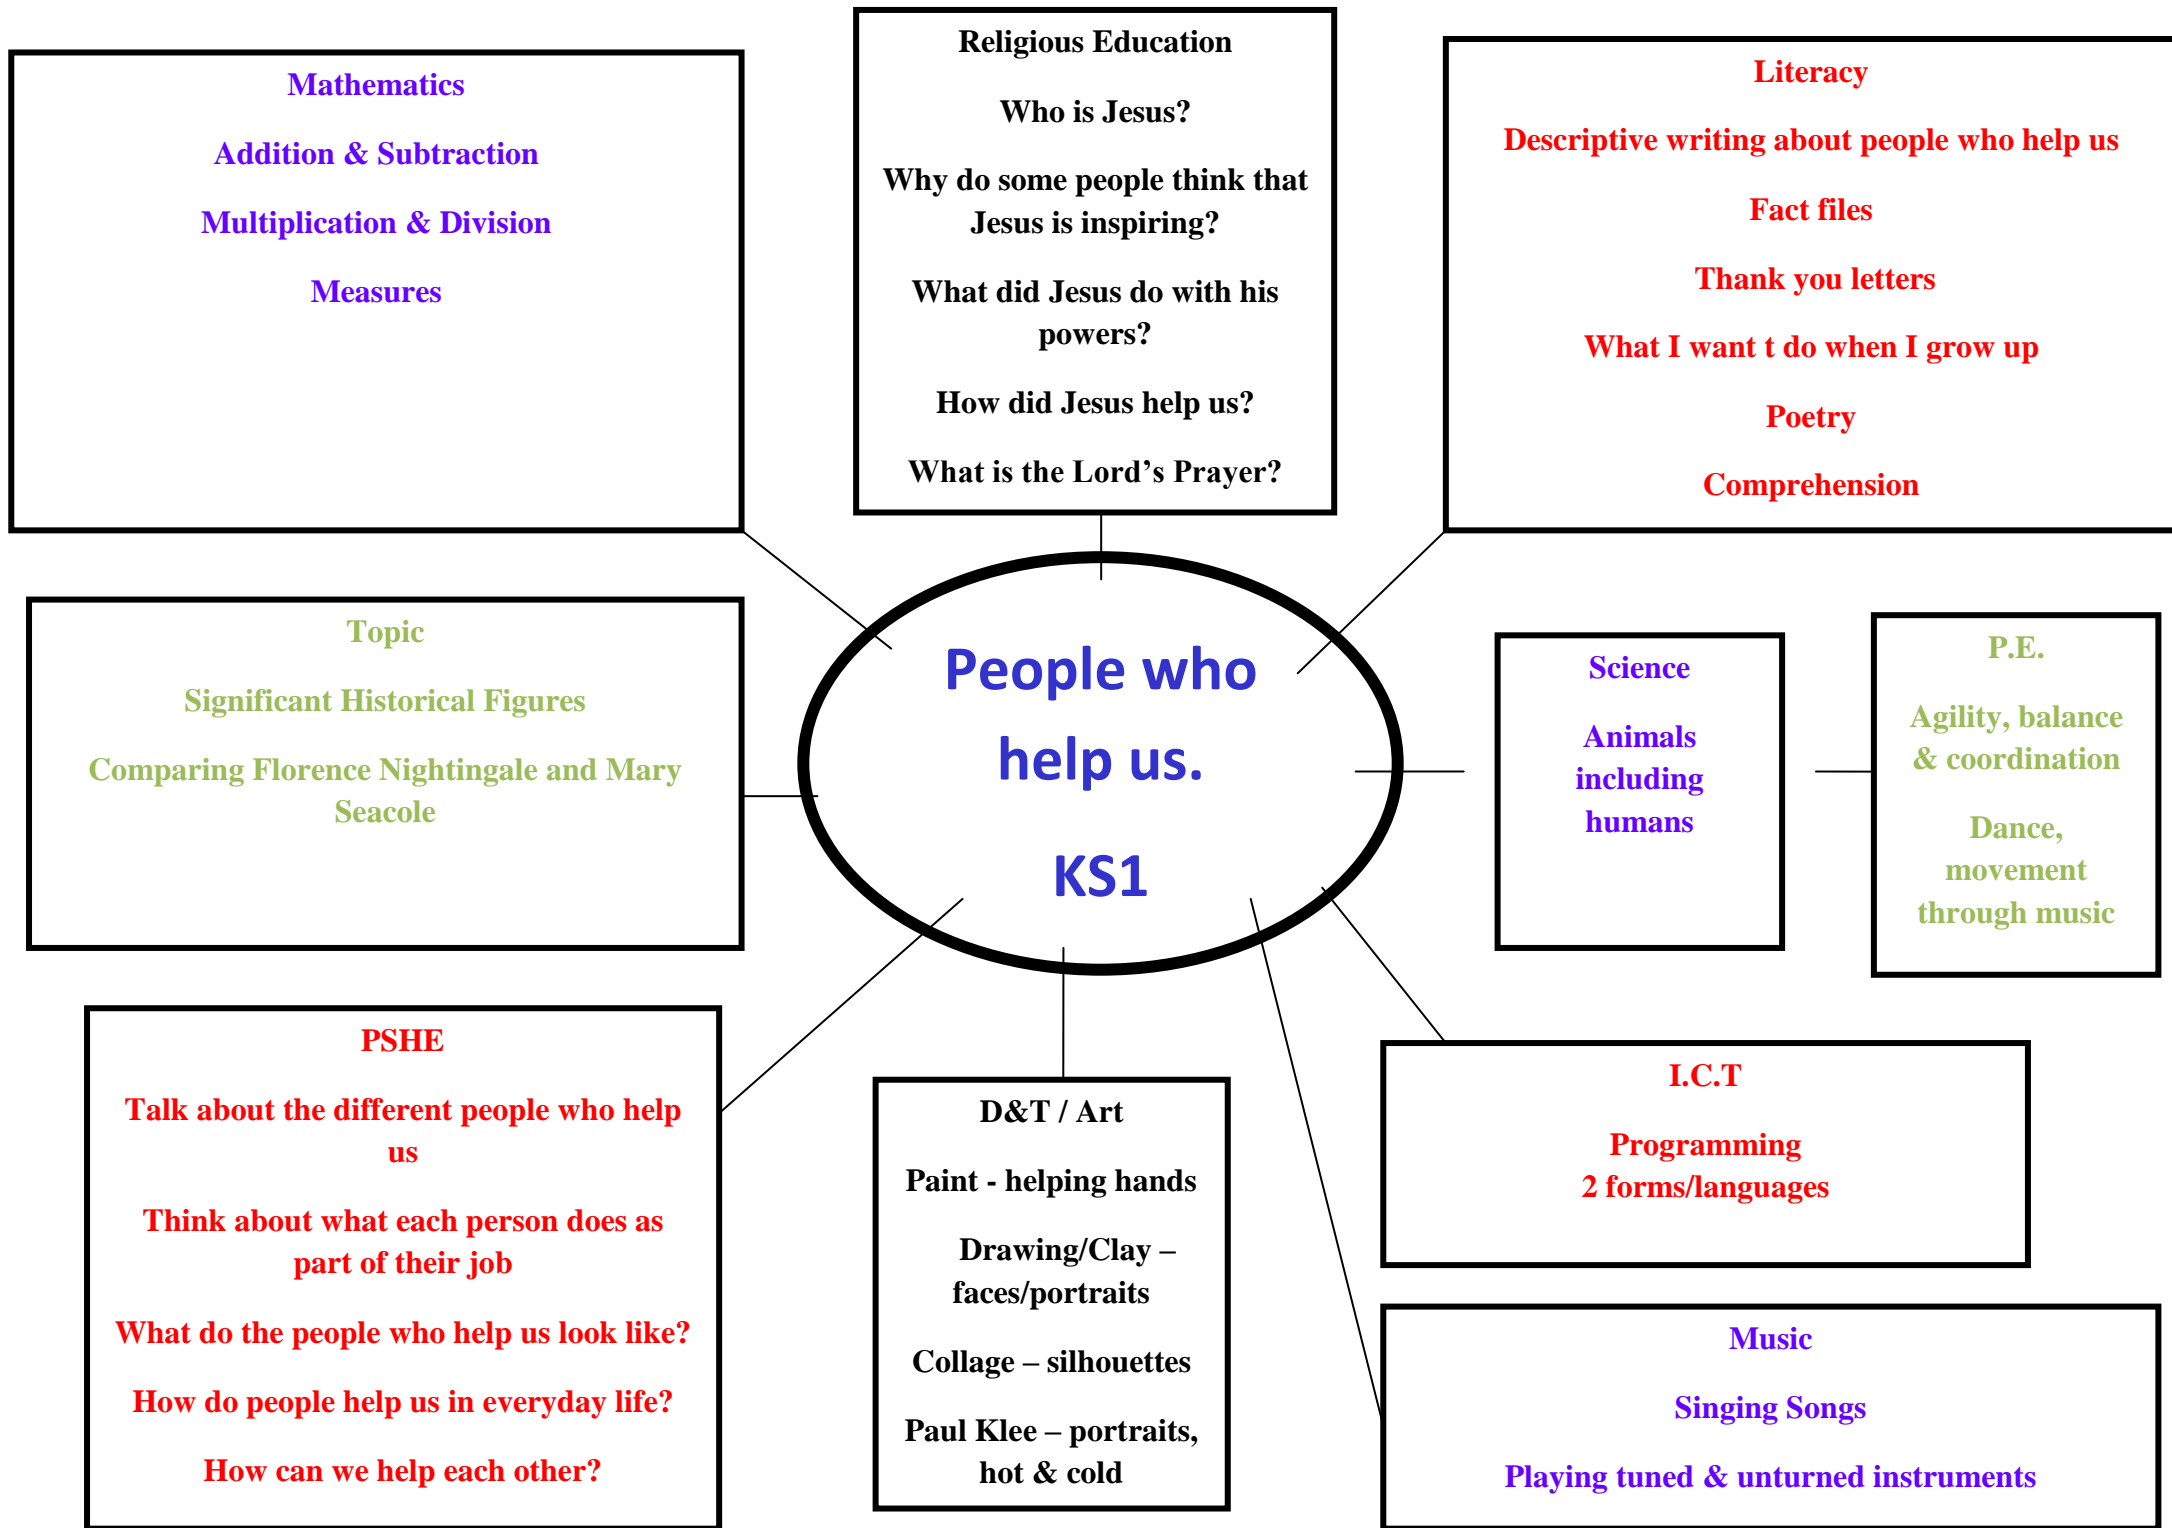 Mathematics
Addition & Subtraction
Multiplication & Division
Measures
Religious Education
Who is Jesus?
Why do some people think that
Jesus is inspiring?
What did Jesus do with his
powers?
How did Jesus help us?
What is the Lord’s Prayer?
Literacy
Descriptive writing about people who help us
Fact files
Thank you letters
What I want t do when I grow up
Poetry
Comprehension
Topic
Significant Historical Figures
Comparing Florence Nightingale and Mary
Seacole
People who
help us.
KS1
Science
Animals
including
humans
P.E.
Agility, balance
& coordination
Dance,
movement
through music
PSHE
Talk about the different people who help
us
Think about what each person does as
part of their job
What do the people who help us look like?
How do people help us in everyday life?
How can we help each other?
D&T / Art
Paint - helping hands
Drawing/Clay –
faces/portraits
Collage – silhouettes
Paul Klee – portraits,
hot & cold
I.C.T
Programming
2 forms/languages
Music
Singing Songs
Playing tuned & unturned instruments